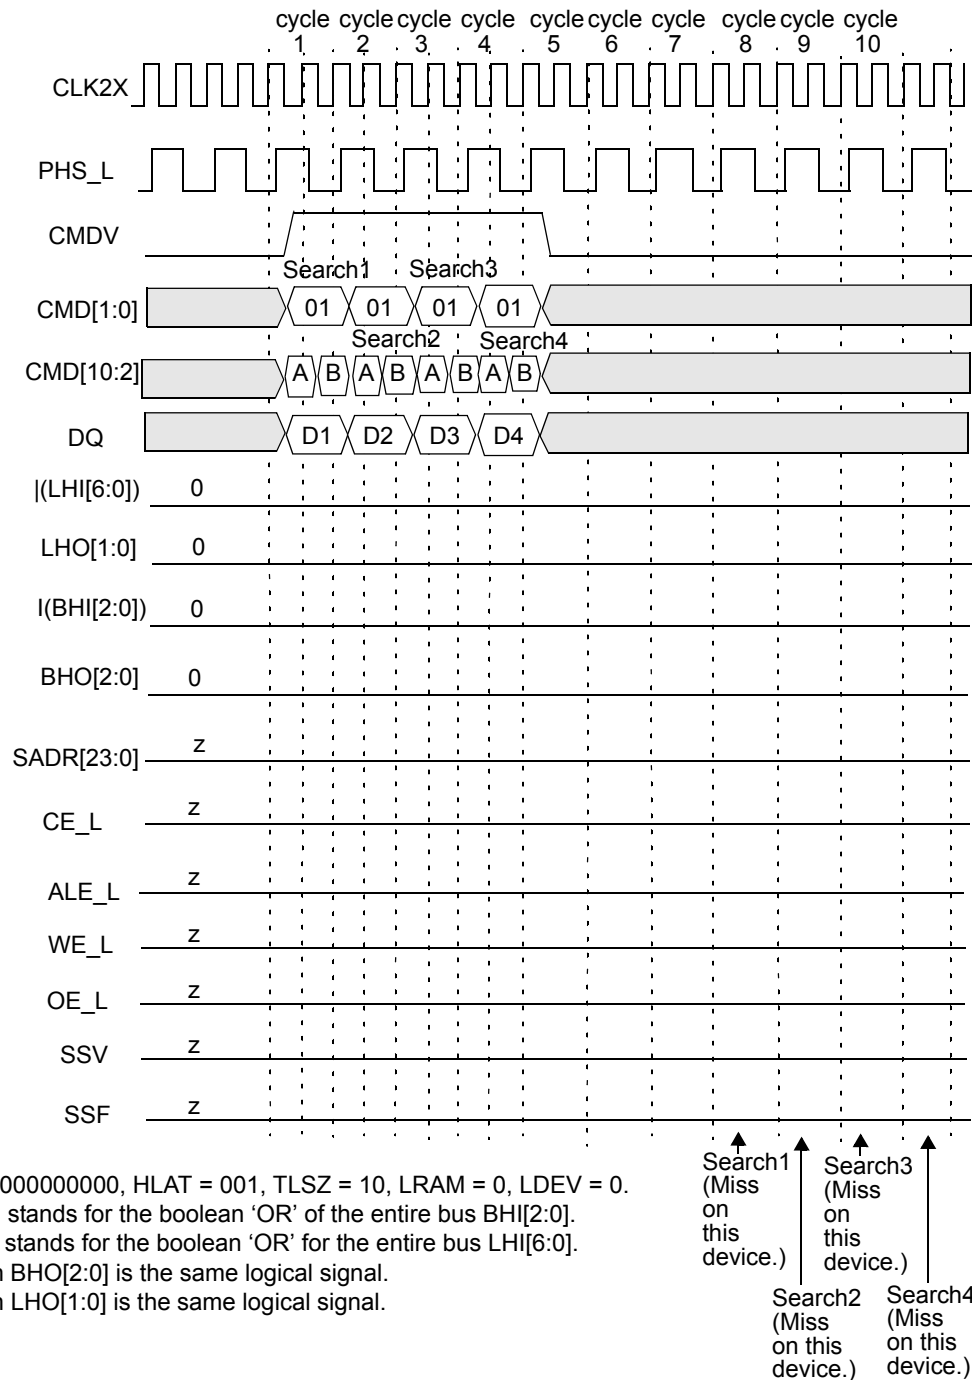 cycle cycle cycle cycle cycle cycle cycle cycle cycle cycle
1 2 3 4 5 6 7 8 9 10
CLK2X
PHS_L
CMDV
Search1 Search3
CMD[1:0] 01 01 01 01
Search2 Search4
CMD[10:2] A B A B A B A B
DQ D1 D2 D3 D4
|(LHI[6:0]) 0
LHO[1:0] 0
I(BHI[2:0]) 0
BHO[2:0] 0
SADR[23:0] z
CE_L z
ALE_L z
WE_L z
OE_L z
SSV z
SSF z
000000000, HLAT = 001, TLSZ = 10, LRAM = 0, LDEV = 0.
stands for the boolean ‘OR’ of the entire bus BHI[2:0].
stands for the boolean ‘OR’ for the entire bus LHI[6:0].
BHO[2:0] is the same logical signal.
LHO[1:0] is the same logical signal.
Search1
(Miss
on
this
device.)
Search3
(Miss
on
this
device.)
Search2
(Miss
on this
device.)
Search4
(Miss
on this
device.)